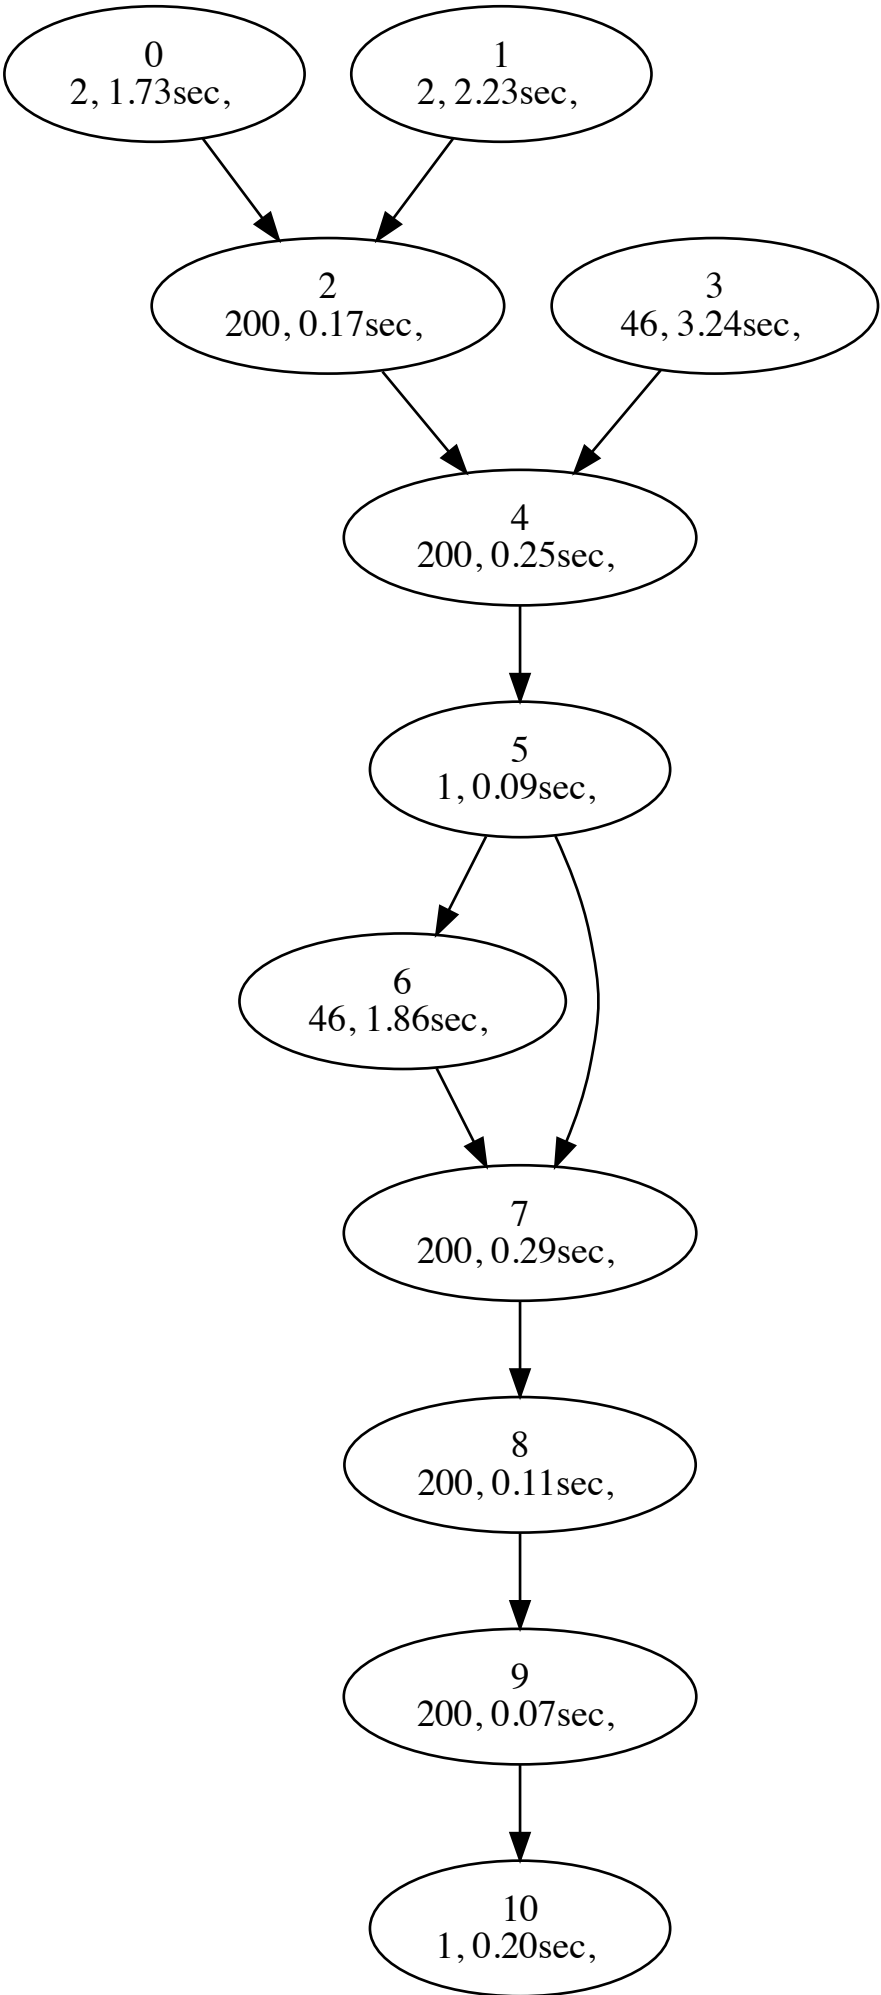 0
2, 1.73sec,
1
2, 2.23sec,
2
200, 0.17sec,
3
46, 3.24sec,
4
200, 0.25sec,
5
1, 0.09sec,
6
46, 1.86sec,
7
200, 0.29sec,
8
200, 0.11sec,
9
200, 0.07sec,
10
1, 0.20sec,